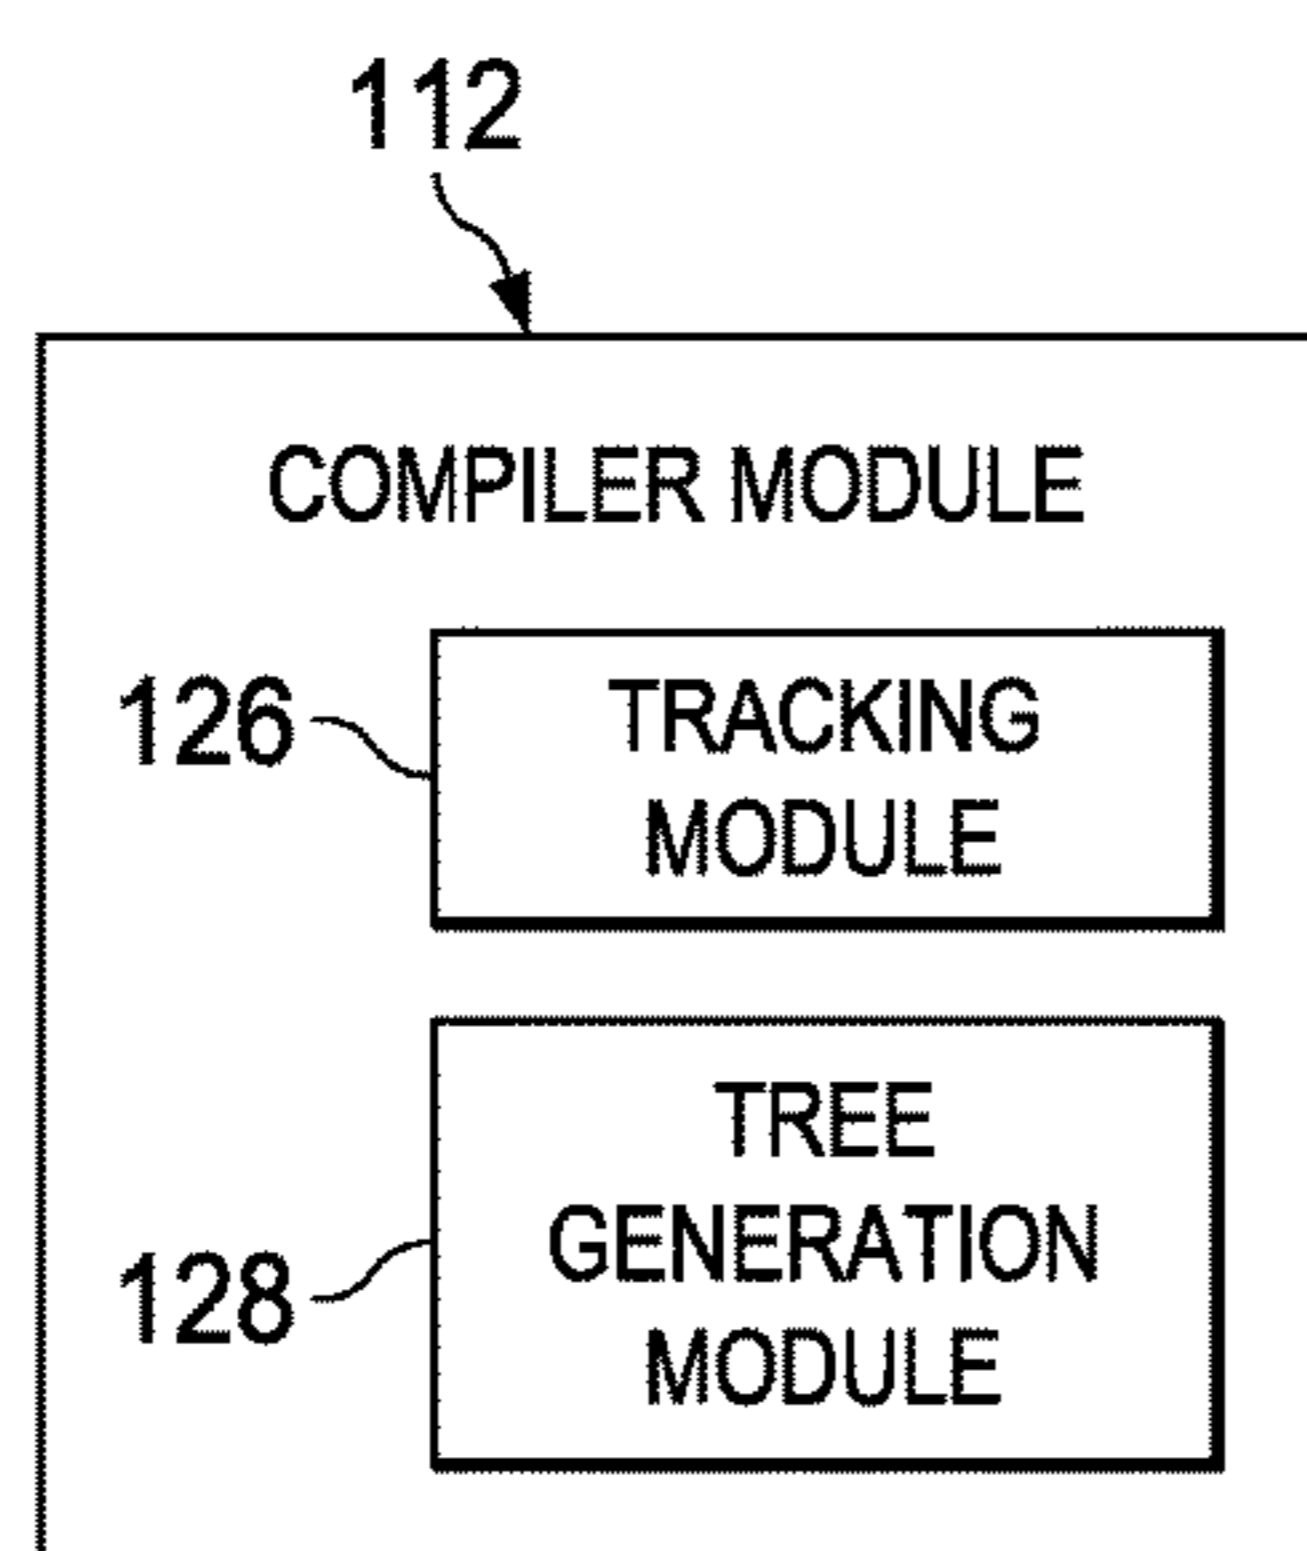 112
COMPILER MODULE
126
TRACKING
MODULE
128
TREE
GENERATION
MODULE